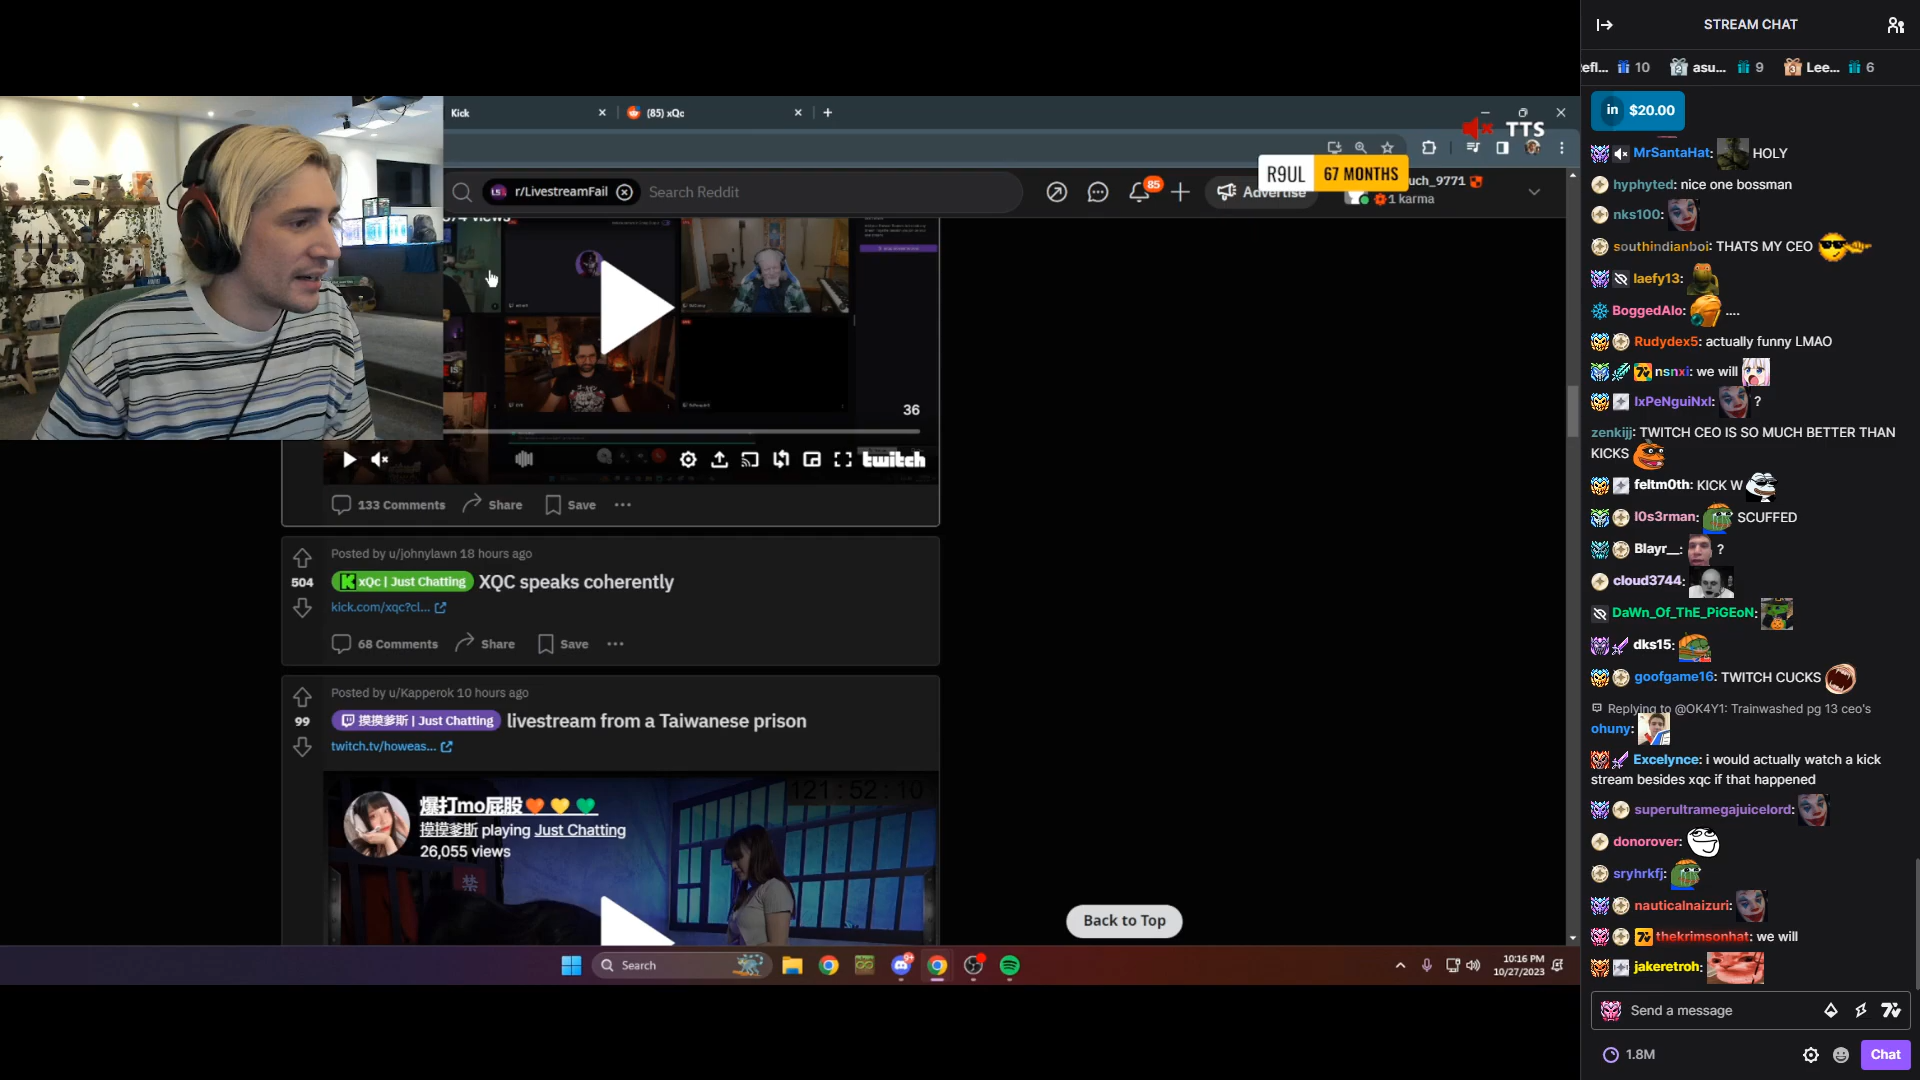 Kick
(85) xQc
TTS
R9UL 67 MONTHS
r/LivestreamFail
Search Reddit
85
Advertise
uch_9771
1 karma
36
twitch
133 Comments
Share
Save
Posted by u/johnylawn 18 hours ago
504
xQc | Just Chatting
XQC speaks coherently
kick.com/xqc?cl...
68 Comments
Share
Save
Posted by u/Kapperok 10 hours ago
99
摸摸爹斯 | Just Chatting
livestream from a Taiwanese prison
twitch.tv/howeas...
121:52:10
爆打mo屁股🧡💛💚
摸摸爹斯 playing Just Chatting
26,055 views
禁
Back to Top
Search
10:16 PM
10/27/2023
STREAM CHAT
efl... 10
asu... 9
Lee... 6
in $20.00
MrSantaHat: HOLY
hyphyted: nice one bossman
nks100:
southindianboi: THATS MY CEO
laefy13:
BoggedAlo: ....
Rudydex5: actually funny LMAO
nsnxi: we will
IxPeNguiNxI: ?
zenkijj: TWITCH CEO IS SO MUCH BETTER THAN
KICKS
feltm0th: KICK W
l0s3rman: SCUFFED
Blayr__: ?
cloud3744:
DaWn_Of_ThE_PiGEoN:
dks15:
goofgame16: TWITCH CUCKS
Replying to @OK4Y1: Trainwashed pg 13 ceo's
ohuny:
Excelynce: i would actually watch a kick
stream besides xqc if that happened
superultramegajuicelord:
donorover:
sryhrkfj:
nauticalnaizuri:
thekrimsonhat: we will
jakeretroh:
Send a message
1.8M
Chat